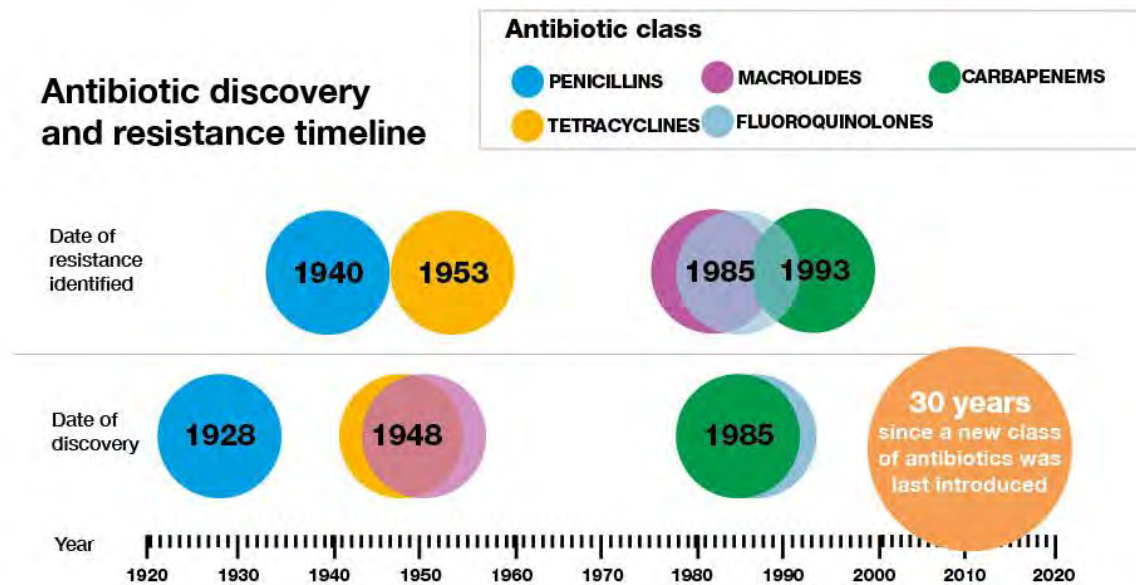 Antibiotic discovery
and resistance timeline
Antibiotic class
PENICILLINS
MACROLIDES
CARBAPENEMS
TETRACYCLINES
FLUOROQUINOLONES
Date of
resistance
identified
1940
1953
1985
1993
Date of
discovery
1928
1948
1985
30 years
since a new class
of antibiotics was
last introduced
Year
1920 1930 1940 1950 1960 1970 1980 1990 2000 2010 2020